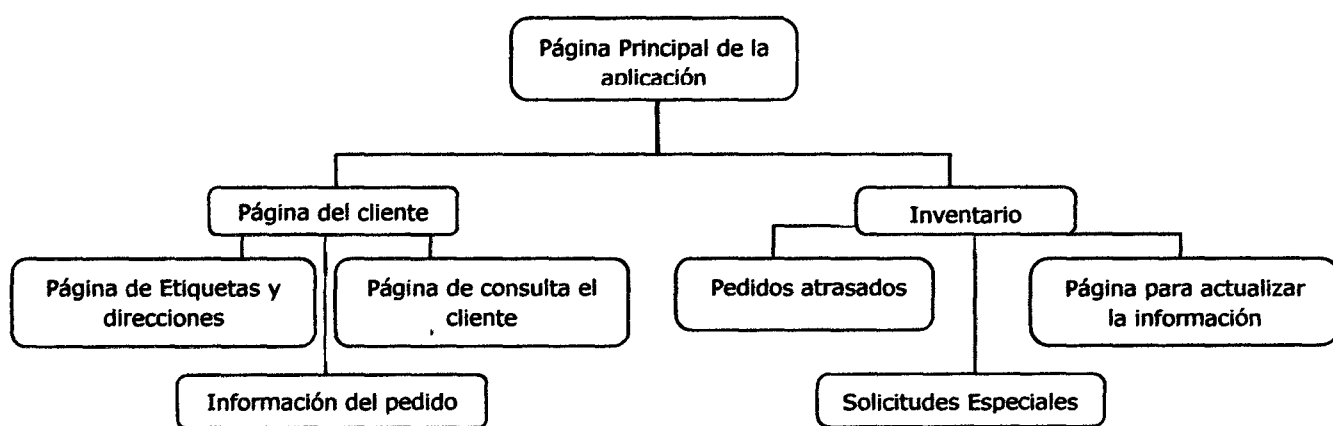 Página Principal de la
aplicación
Página del cliente
Inventario
Página de Etiquetas y
direcciones
Página de consulta el
cliente
Pedidos atrasados
Página para actualizar
la información
Información del pedido
Solicitudes Especiales